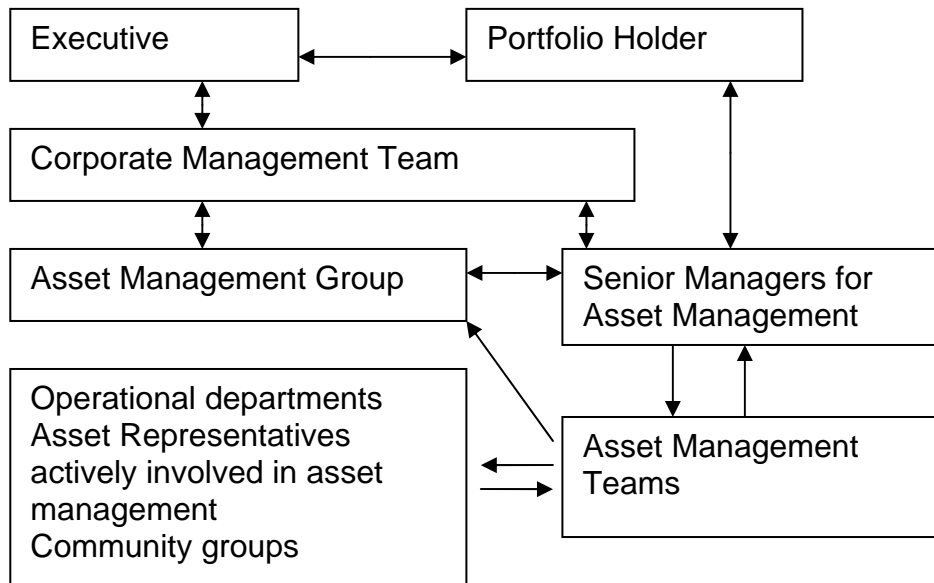 Executive
Portfolio Holder
Corporate Management Team
Asset Management Group
Senior Managers for
Asset Management
Operational departments
Asset Representatives
actively involved in asset
management
Community groups
Asset Management
Teams